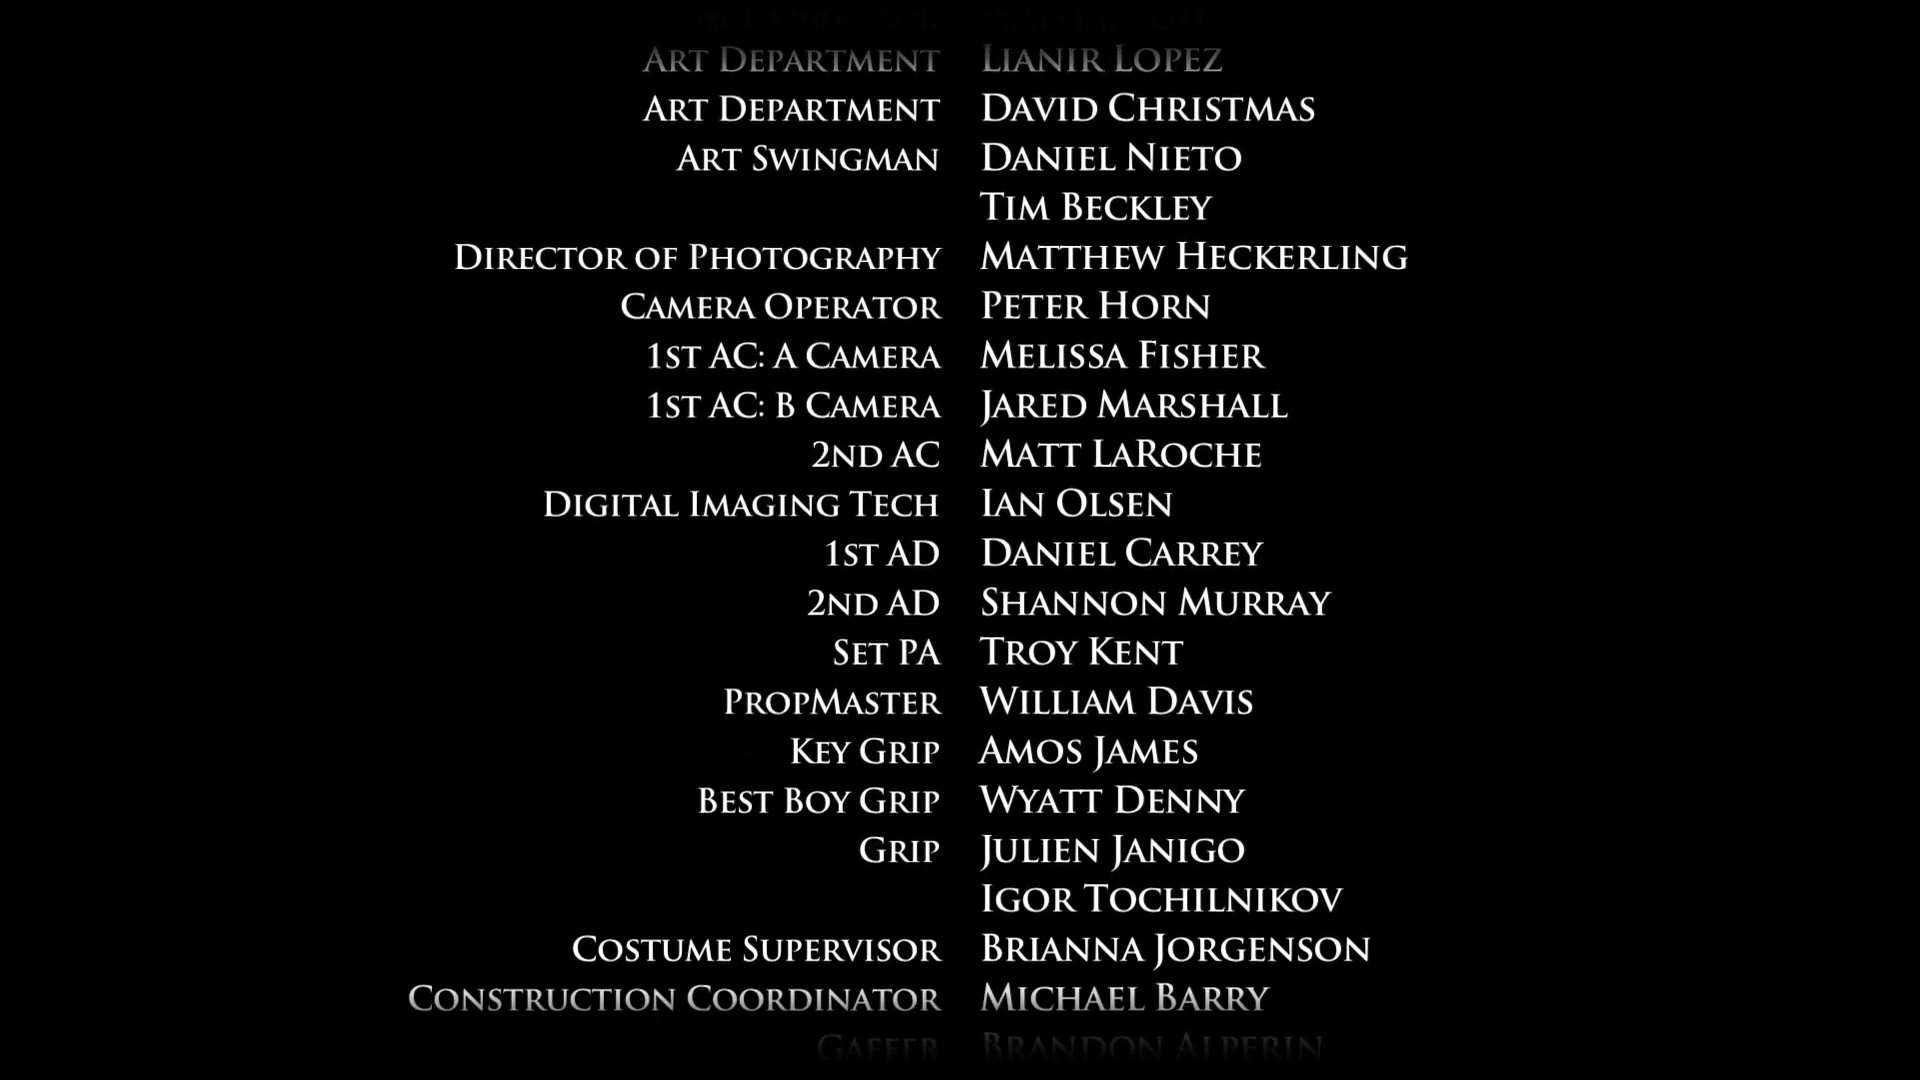 Art Department Lianir Lopez
Art Department David Christmas
Art Swingman Daniel Nieto
Tim Beckley
Director of Photography Matthew Heckerling
Camera Operator Peter Horn
1st AC: A Camera Melissa Fisher
1st AC: B Camera Jared Marshall
2nd AC Matt LaRoche
Digital Imaging Tech Ian Olsen
1st AD Daniel Carrey
2nd AD Shannon Murray
Set PA Troy Kent
PropMaster William Davis
Key Grip Amos James
Best Boy Grip Wyatt Denny
Grip Julien Janigo
Igor Tochilnikov
Costume Supervisor Brianna Jorgenson
Construction Coordinator Michael Barry
Gaffer Brandon Alperin